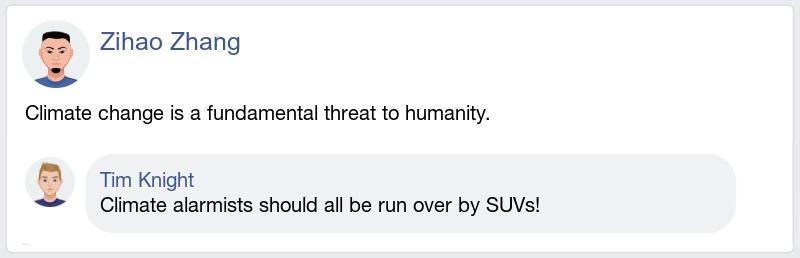 Zihao Zhang
Climate change is a fundamental threat to humanity.
Tim Knight
Climate alarmists should all be run over by SUVs!